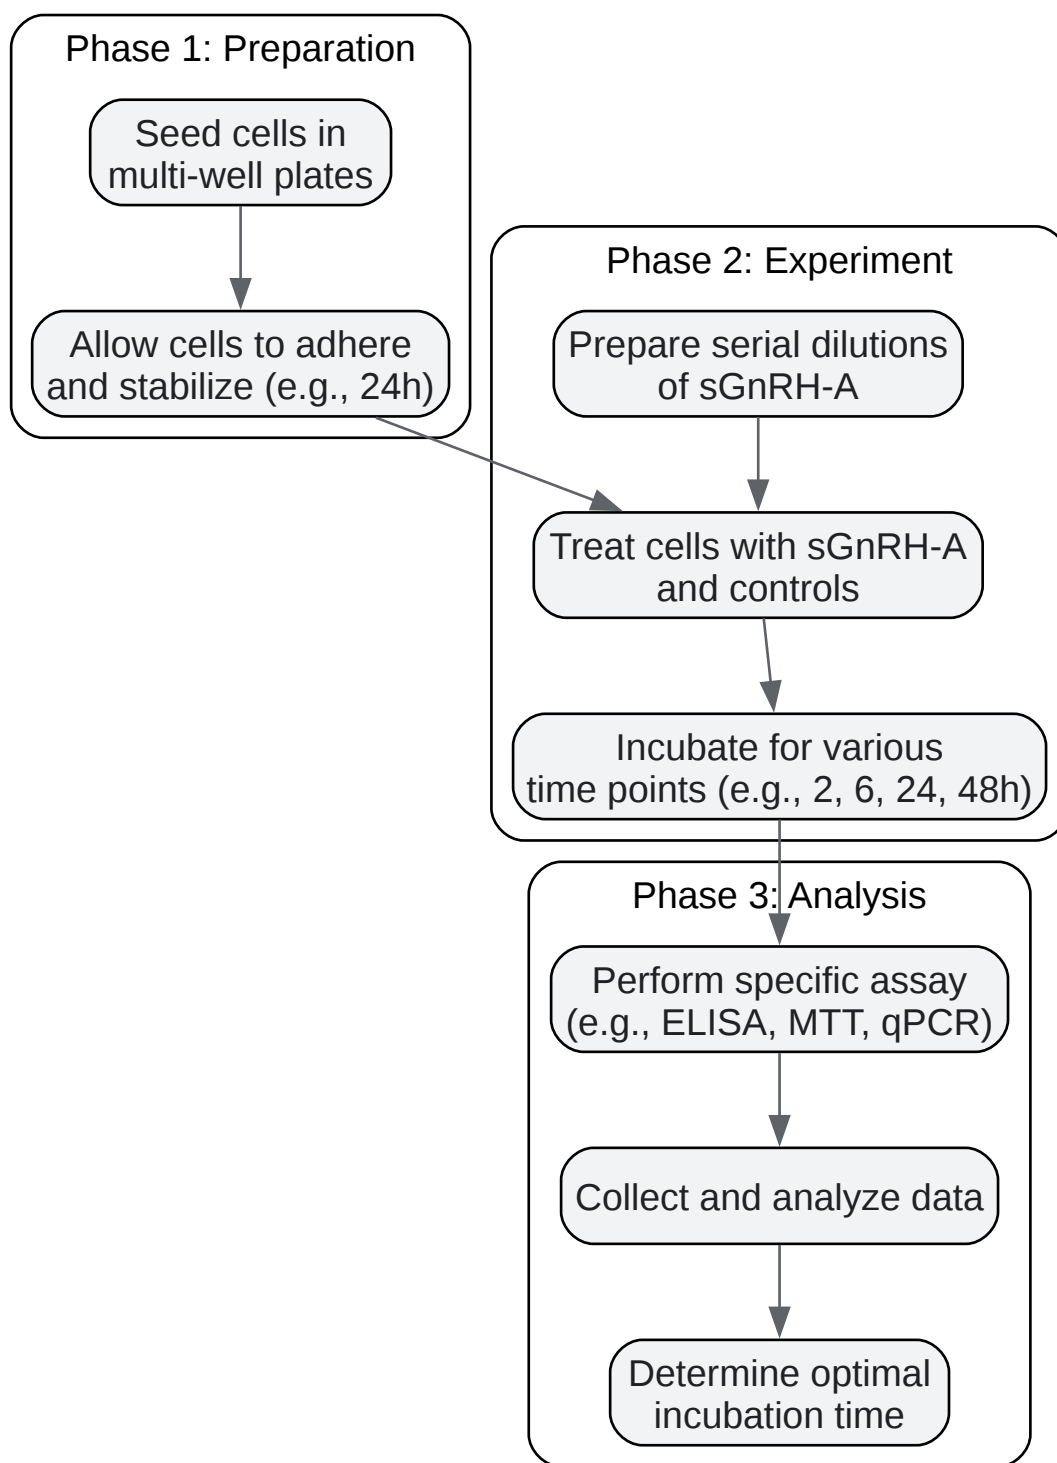 Phase 1: Preparation
Seed cells in
multi-well plates
Allow cells to adhere
and stabilize (e.g., 24h)
Phase 2: Experiment
Prepare serial dilutions
of sGnRH-A
Treat cells with sGnRH-A
and controls
Incubate for various
time points (e.g., 2, 6, 24, 48h)
Phase 3: Analysis
Perform specific assay
(e.g., ELISA, MTT, qPCR)
Collect and analyze data
Determine optimal
incubation time